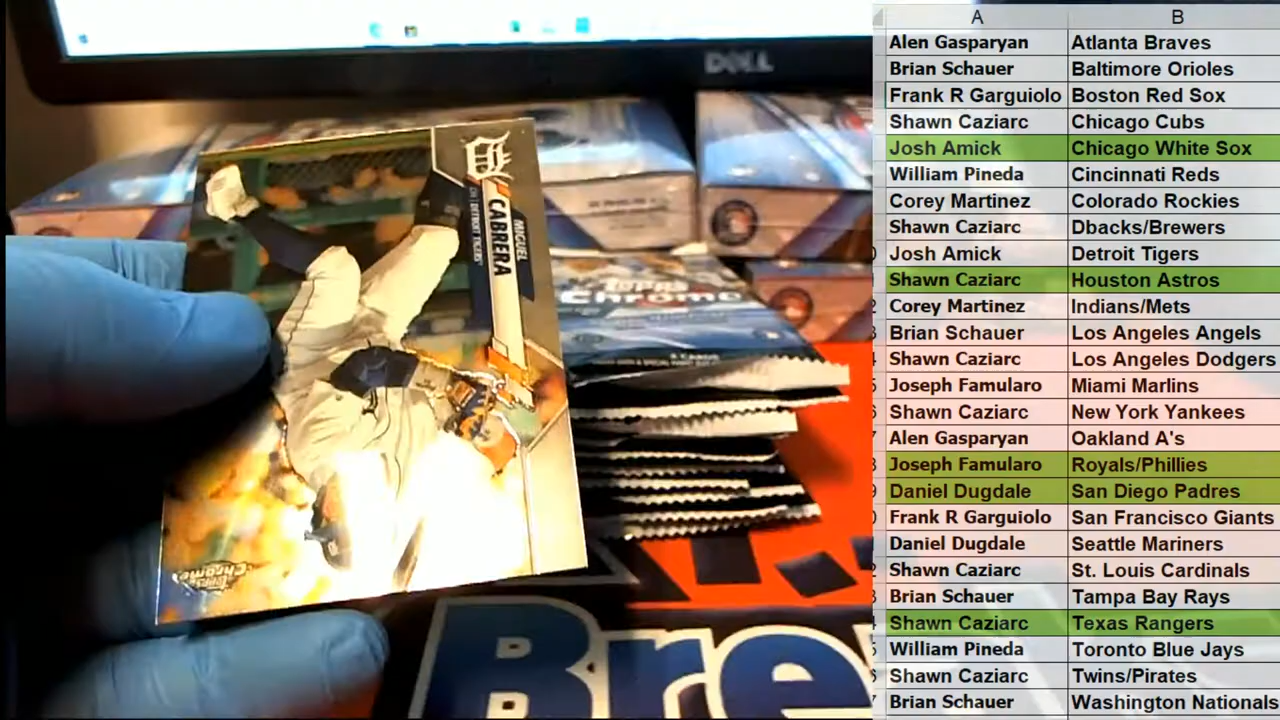 DELL
MIGUEL
CABRERA
1B | DETROIT TIGERS
TOPPS
Chrome
TOPPS
Chrome
Bre
A B
Alen Gasparyan Atlanta Braves
Brian Schauer Baltimore Orioles
Frank R Garguiolo Boston Red Sox
Shawn Caziarc Chicago Cubs
Josh Amick Chicago White Sox
William Pineda Cincinnati Reds
Corey Martinez Colorado Rockies
Shawn Caziarc Dbacks/Brewers
Josh Amick Detroit Tigers
Shawn Caziarc Houston Astros
Corey Martinez Indians/Mets
Brian Schauer Los Angeles Angels
Shawn Caziarc Los Angeles Dodgers
Joseph Famularo Miami Marlins
Shawn Caziarc New York Yankees
Alen Gasparyan Oakland A's
Joseph Famularo Royals/Phillies
Daniel Dugdale San Diego Padres
Frank R Garguiolo San Francisco Giants
Daniel Dugdale Seattle Mariners
Shawn Caziarc St. Louis Cardinals
Brian Schauer Tampa Bay Rays
Shawn Caziarc Texas Rangers
William Pineda Toronto Blue Jays
Shawn Caziarc Twins/Pirates
Brian Schauer Washington Nationals